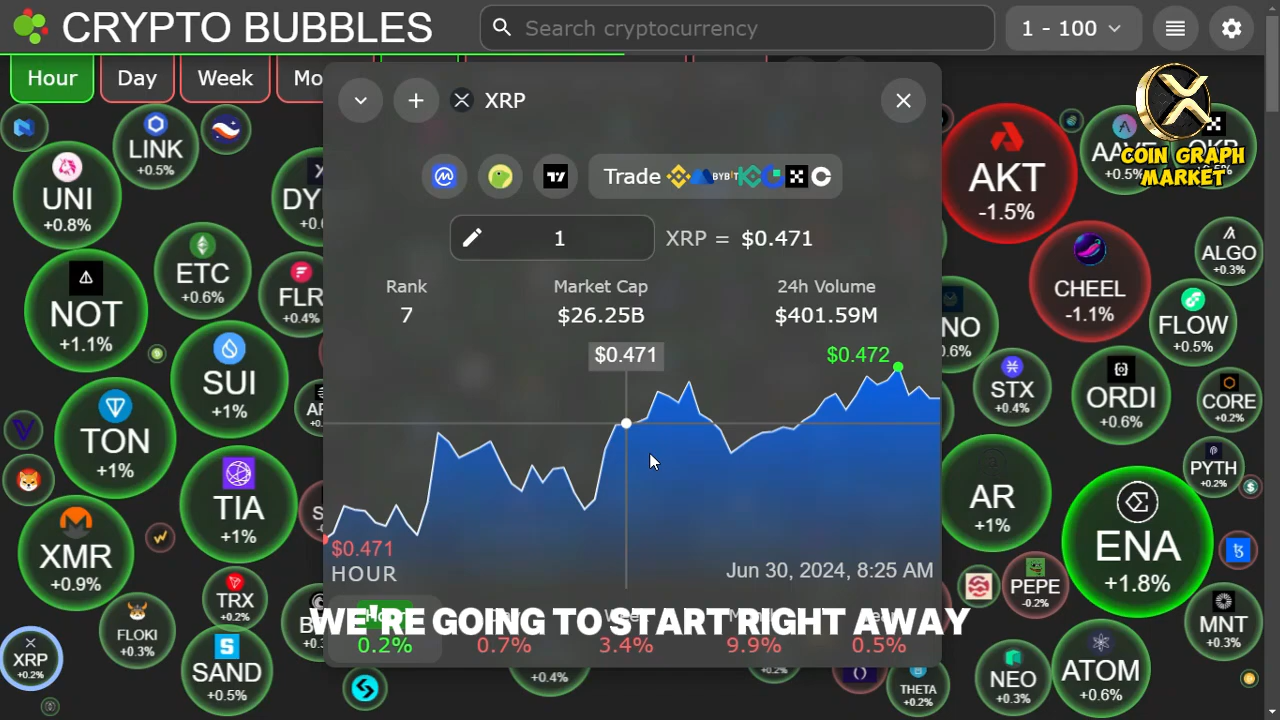 CRYPTO BUBBLES
Search cryptocurrency
1 - 100
Hour
Day
Week
XRP
COIN GRAPH
MARKET
LINK
+0.5%
UNI
+0.8%
Trade
BYBIT
AKT
-1.5%
+0.5%
1
XRP = $0.471
ETC
+0.6%
FLR
+0.4%
ALGO
+0.3%
Rank
Market Cap
24h Volume
7
$26.25B
$401.59M
CHEEL
-1.1%
NOT
+1.1%
FLOW
+0.5%
$0.471
$0.472
SUI
+1%
STX
+0.4%
ORDI
+0.6%
CORE
+0.2%
TON
+1%
TIA
+1%
PYTH
+0.2%
AR
+1%
$0.471
HOUR
Jun 30, 2024, 8:25 AM
XMR
+0.9%
ENA
+1.8%
PEPE
-0.2%
TRX
+0.2%
WE'RE GOING TO START RIGHT AWAY
0.2%
0.7%
3.4%
9.9%
0.5%
MNT
+0.3%
FLOKI
+0.3%
XRP
+0.2%
SAND
+0.5%
+0.4%
+0.2%
THETA
+0.2%
NEO
+0.3%
ATOM
+0.6%